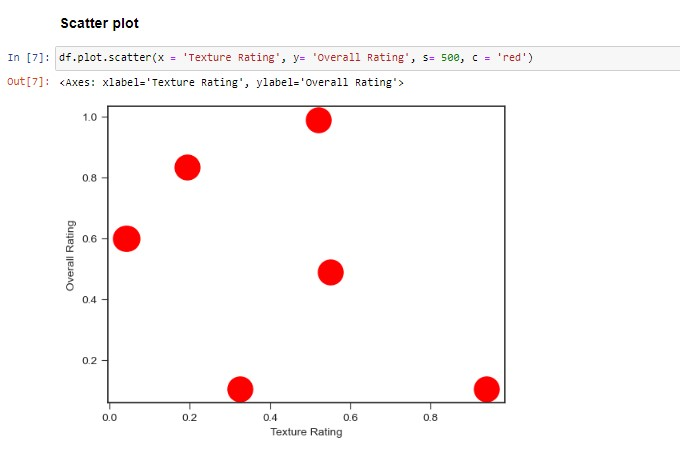 Scatter plot
In [7]: df.plot.scatter(x = 'Texture Rating', y= 'Overall Rating', s= 500, c = 'red')
Out[7]: <Axes: xlabel='Texture Rating', ylabel='Overall Rating'>
1.0
0.8
0.6
0.4
0.2
Overall Rating
0.0 0.2 0.4 0.6 0.8
Texture Rating